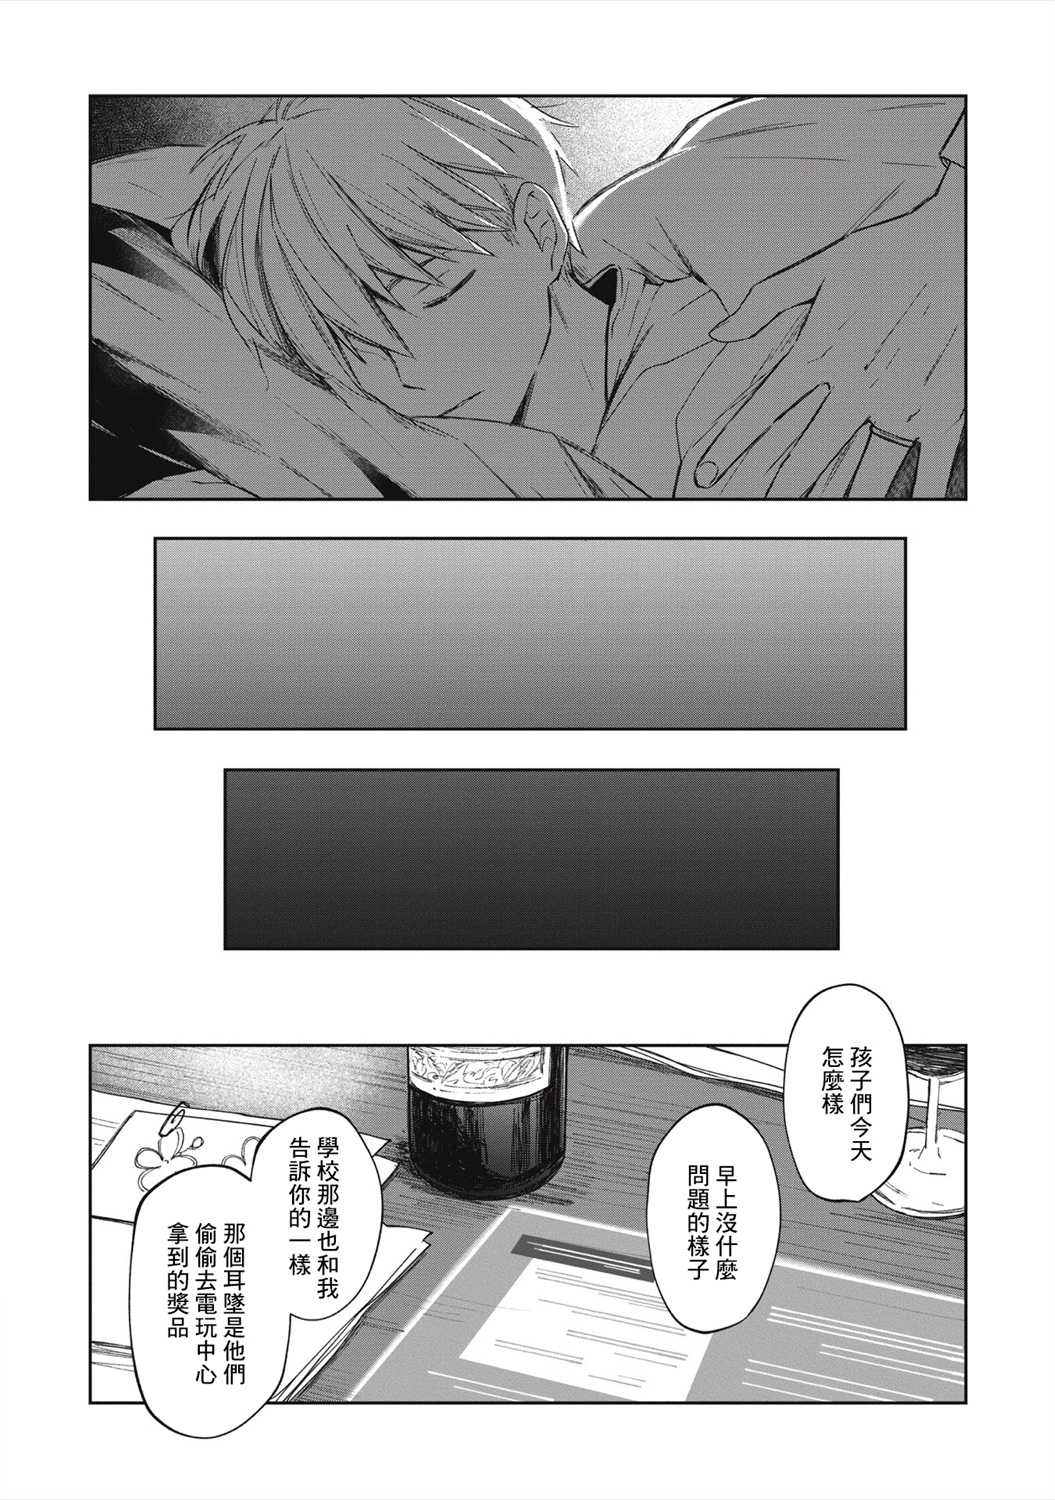 孩子們今天
怎麼樣
早上沒什麼
問題的樣子
學校那邊也和我
告訴你的一樣
那個耳墜是他們
偷偷去電玩中心
拿到的獎品